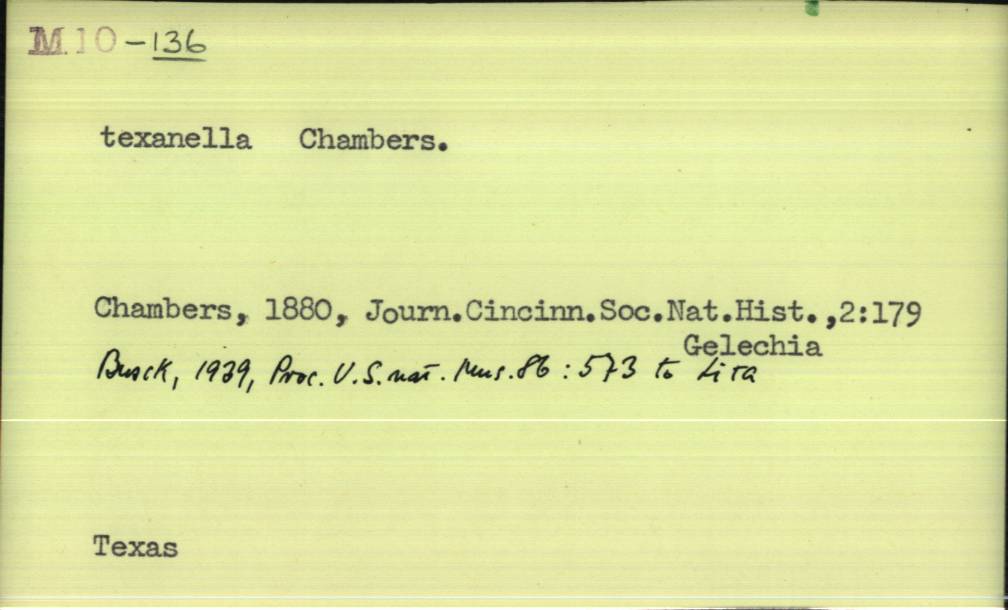 M10-136
texanella Chambers.
Chambers, 1880, Journ.Cincinn.Soc.Nat.Hist.,2:179
Gelechia
Busck, 1939, Proc. U.S. nat. Mus. 86 : 573 to Lita
Texas